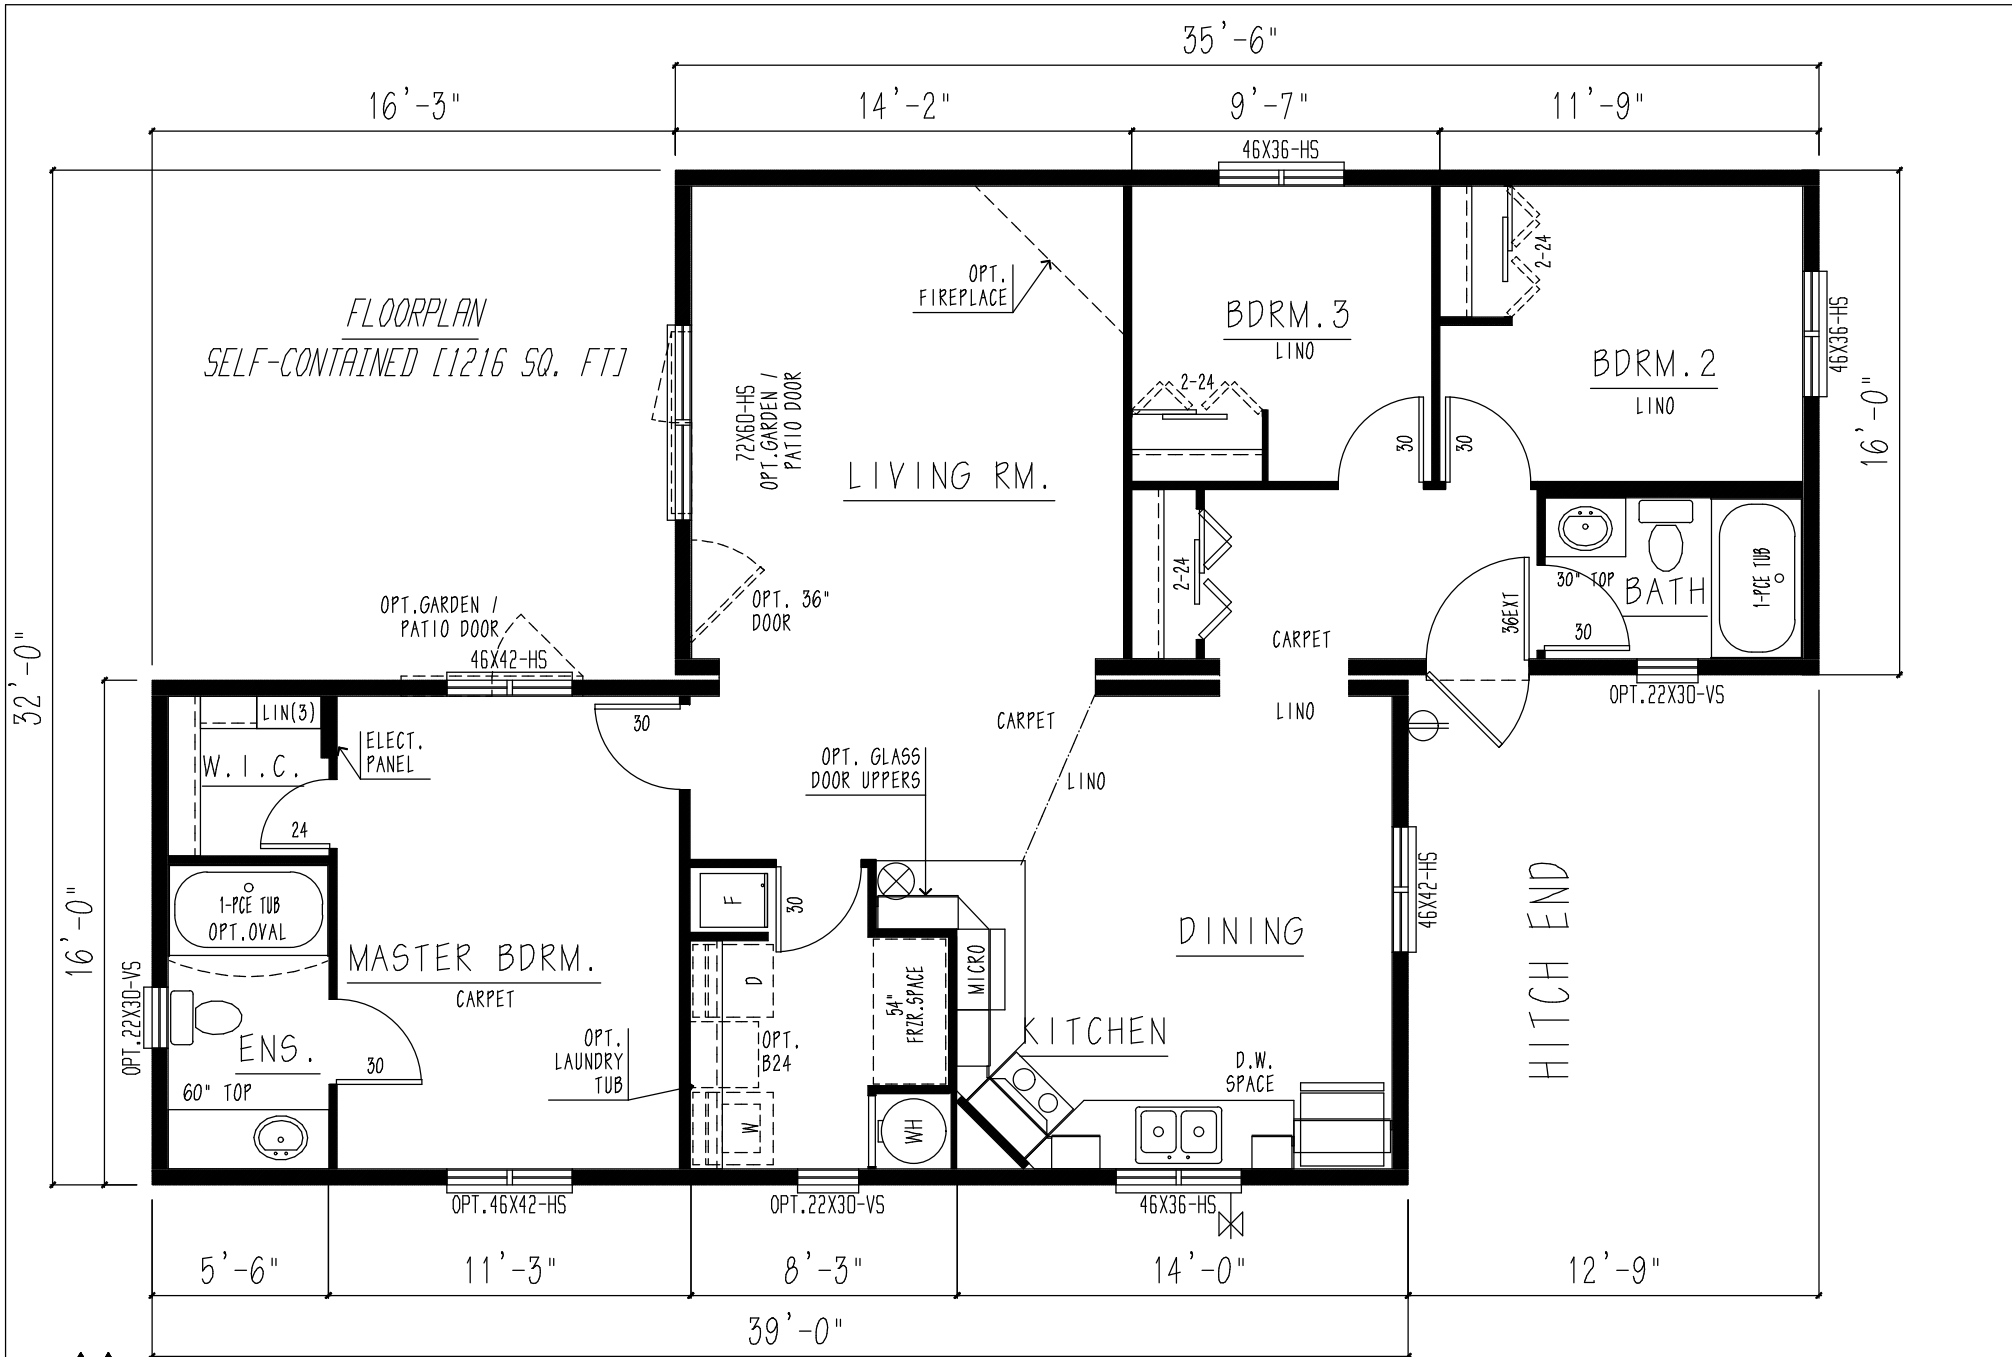 35'-6"
16'-3"
14'-2"
9'-7"
11'-9"
46X36-HS
FLOORPLAN
SELF-CONTAINED [1216 SQ. FT]
OPT.
FIREPLACE
BDRM.3
LINO
2-24
BDRM.2
LINO
2-24
46X36-HS
16'-0"
72X60-HS
OPT.GARDEN /
PATIO DOOR
LIVING RM.
30
30
2-24
OPT. 36"
DOOR
OPT.GARDEN /
PATIO DOOR
46X42-HS
CARPET
36EXT
30" TOP
BATH
30
1-PCE TUB
OPT.22X30-VS
32'-0"
LIN(3)
W.I.C.
ELECT.
PANEL
24
30
CARPET
LINO
LINO
OPT. GLASS
DOOR UPPERS
16'-0"
1-PCE TUB
OPT.OVAL
MASTER BDRM.
CARPET
OPT.22X30-VS
ENS.
60" TOP
30
F
30
D
OPT.
B24
OPT.
LAUNDRY
TUB
W
54"
FRZR.SPACE
WH
MICRO
KITCHEN
DINING
46X42-HS
D.W.
SPACE
HITCH END
OPT.46X42-HS
OPT.22X30-VS
46X36-HS
5'-6"
11'-3"
8'-3"
14'-0"
12'-9"
39'-0"